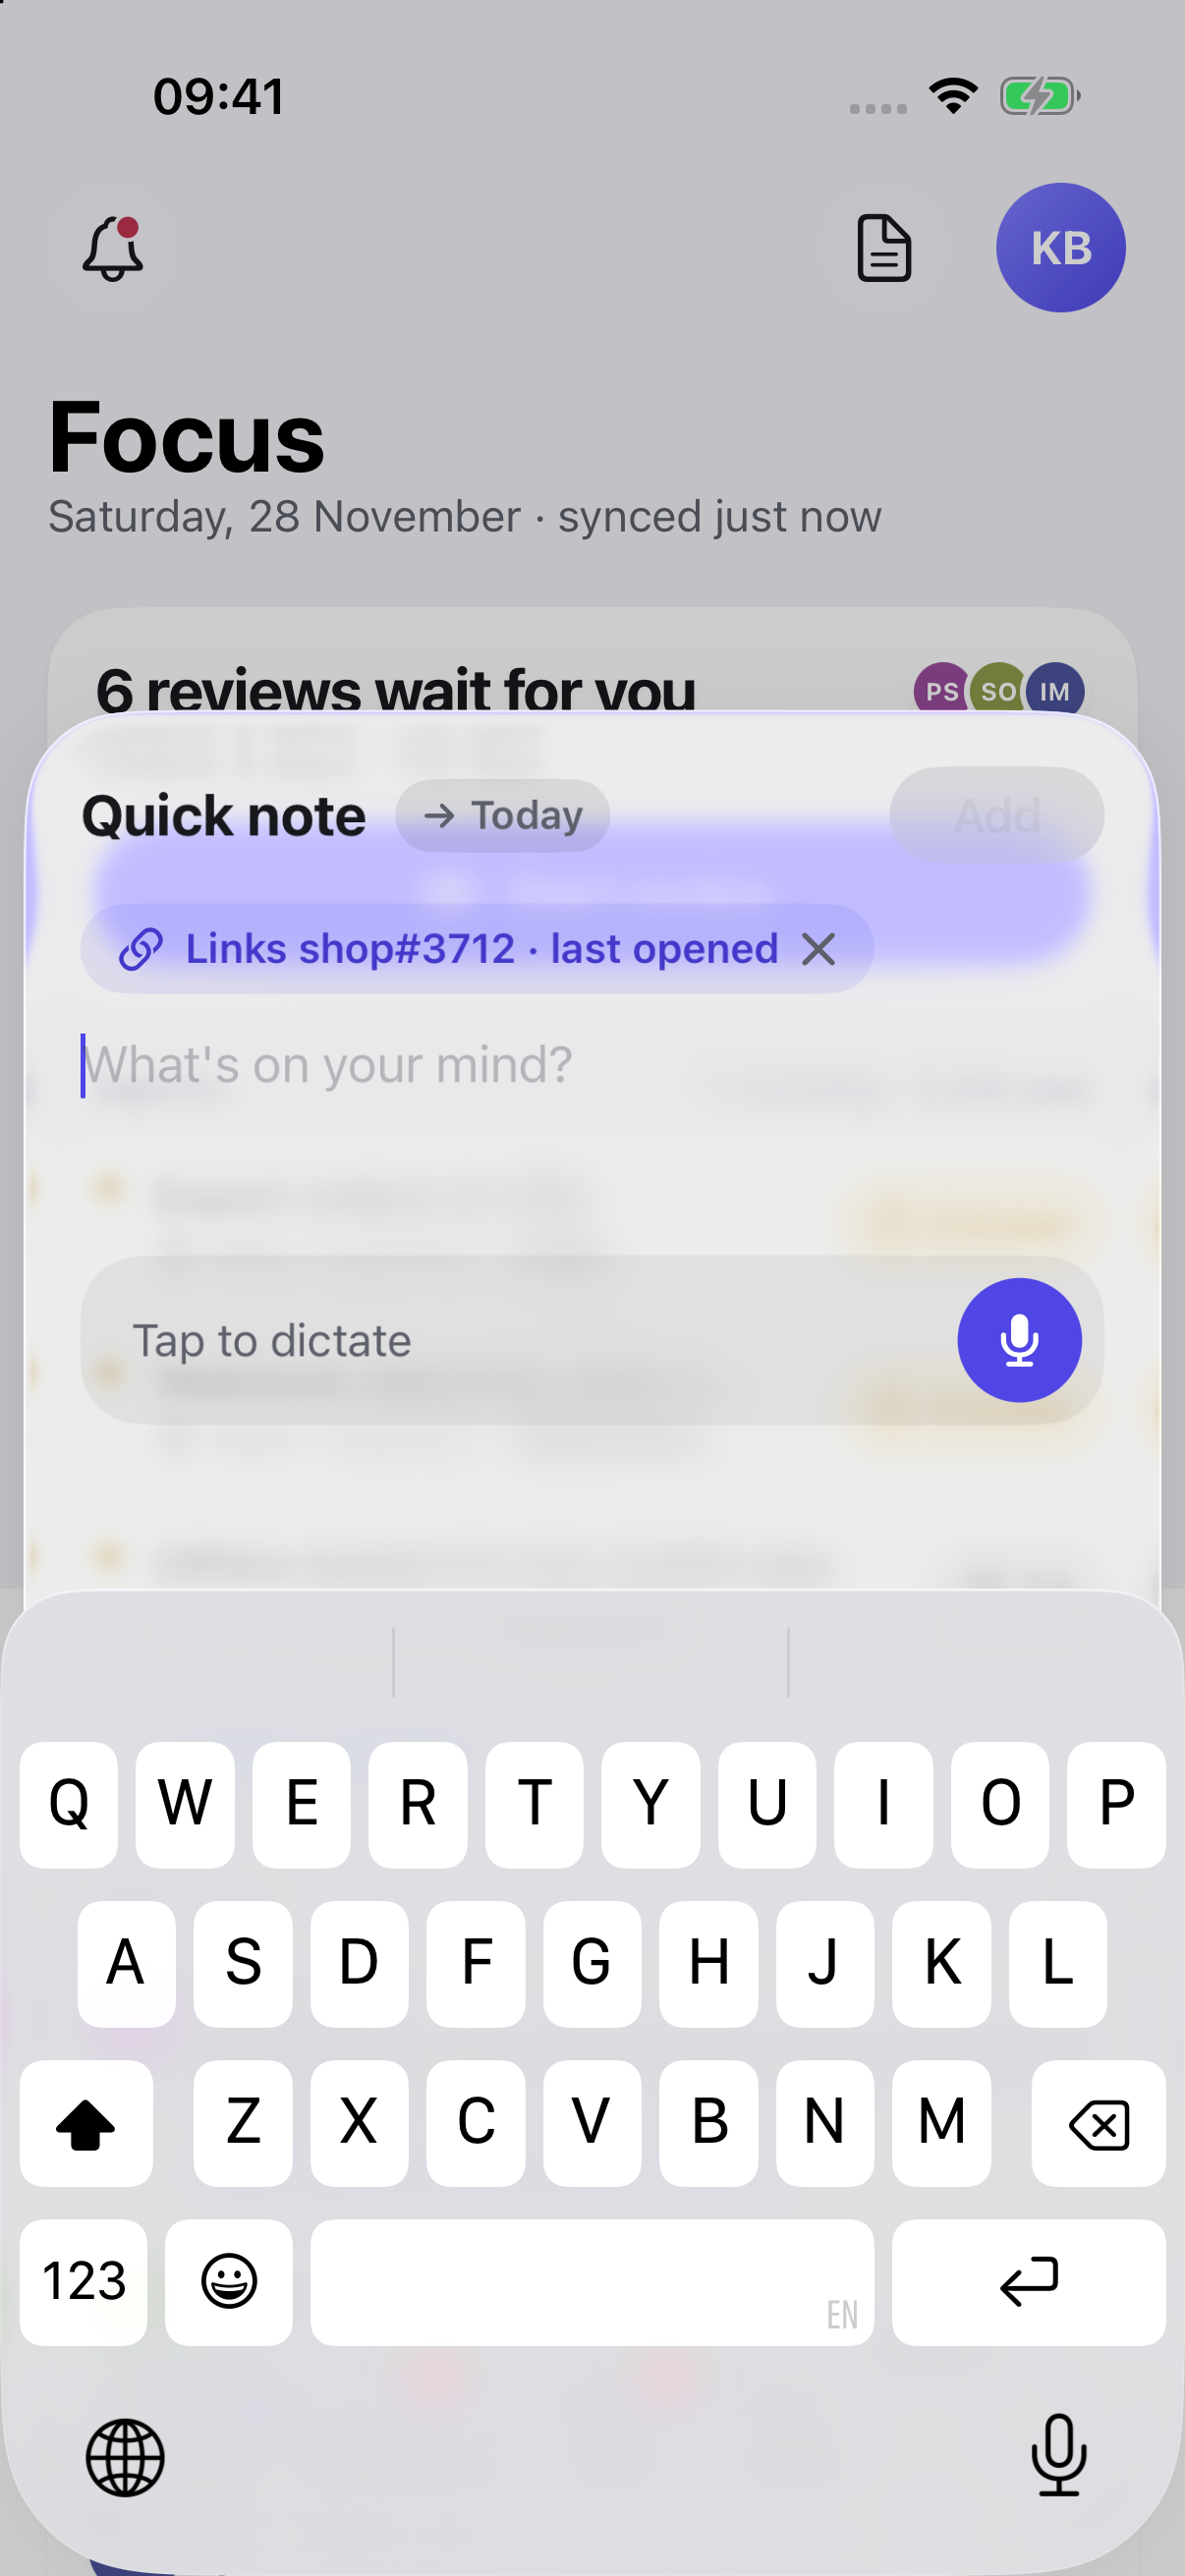 09:41
KB
Focus
Saturday, 28 November · synced just now
6 reviews wait for you
PS SO IM
Quick note → Today Add
Links shop#3712 · last opened
What's on your mind?
Tap to dictate
Q W E R T Y U I O P
A S D F G H J K L
Z X C V B N M
123
EN